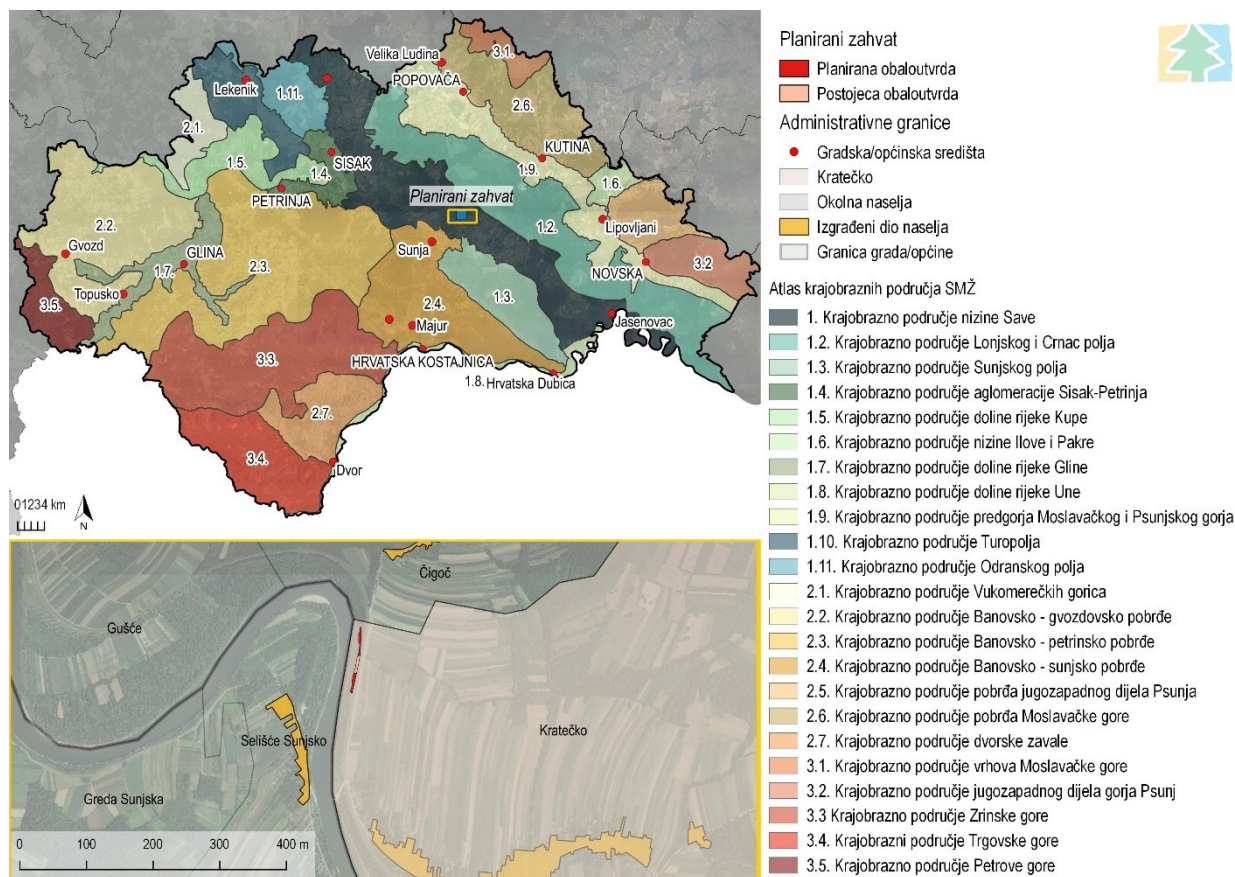 Velika Ludina
POPOVAČA
3.1.
Lekenik
1.11.
2.6.
2.1.
KUTINA
1.5.
SISAK
1.4.
1.9.
1.6.
PETRINJA
Planirani zahvat
2.2.
1.2.
Lipovljani
Gvozd
GLINA
Sunja
NOVSKA
3.2
1.7.
2.3.
3.5.
Topusko
2.4.
1.3.
Majur
Jasenovac
3.3.
HRVATSKA KOSTAJNICA
1.8.
Hrvatska Dubica
2.7.
3.4.
Dvor
01234 km
N
Čigoč
Gušće
Selišće Sunjsko
Kratečko
Greda Sunjska
0 100 200 300 400 m
Planirani zahvat
Planirana obaloutvrda
Postojeca obaloutvrda
Administrativne granice
Gradska/općinska središta
Kratečko
Okolna naselja
Izgrađeni dio naselja
Granica grada/općine
Atlas krajobraznih područja SMŽ
1. Krajobrazno područje nizine Save
1.2. Krajobrazno područje Lonjskog i Crnac polja
1.3. Krajobrazno područje Sunjskog polja
1.4. Krajobrazno područje aglomeracije Sisak-Petrinja
1.5. Krajobrazno područje doline rijeke Kupe
1.6. Krajobrazno područje nizine Ilove i Pakre
1.7. Krajobrazno područje doline rijeke Gline
1.8. Krajobrazno područje doline rijeke Une
1.9. Krajobrazno područje predgorja Moslavačkog i Psunjskog gorja
1.10. Krajobrazno područje Turopolja
1.11. Krajobrazno područje Odranskog polja
2.1. Krajobrazno područje Vukomerečkih gorica
2.2. Krajobrazno područje Banovsko - gvozdovsko pobrđe
2.3. Krajobrazno područje Banovsko - petrinjsko pobrđe
2.4. Krajobrazno područje Banovsko - sunjsko pobrđe
2.5. Krajobrazno područje pobrđa jugozapadnog dijela Psunja
2.6. Krajobrazno područje pobrđa Moslavačke gore
2.7. Krajobrazno područje dvorske zavale
3.1. Krajobrazno područje vrhova Moslavačke gore
3.2. Krajobrazno područje jugozapadnog dijela gorja Psunj
3.3 Krajobrazno područje Zrinske gore
3.4. Krajobrazni područje Trgovske gore
3.5. Krajobrazno područje Petrove gore